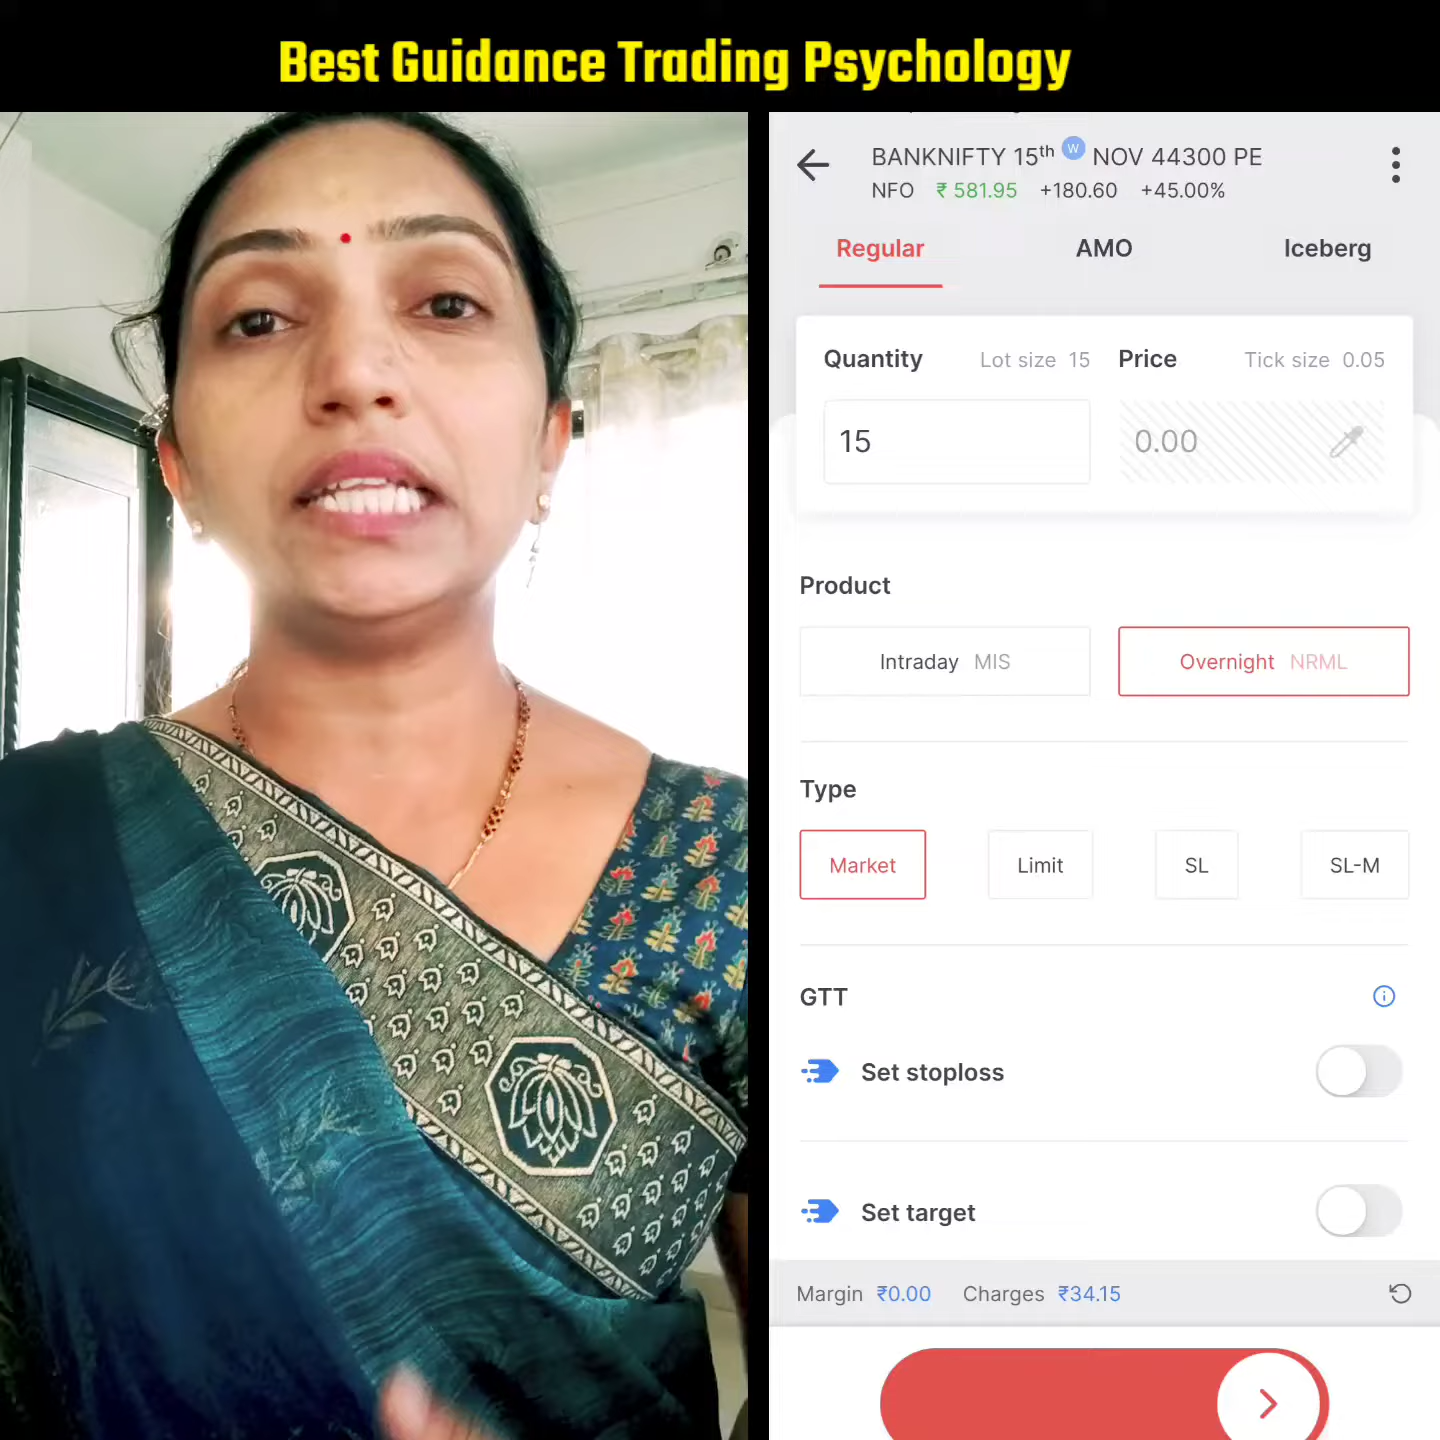 Best Guidance Trading Psychology
BANKNIFTY 15th W NOV 44300 PE
NFO ₹ 581.95 +180.60 +45.00%
Regular AMO Iceberg
Quantity Lot size 15 Price Tick size 0.05
15 0.00
Product
Intraday MIS Overnight NRML
Type
Market Limit SL SL-M
GTT
Set stoploss
Set target
Margin ₹0.00 Charges ₹34.15